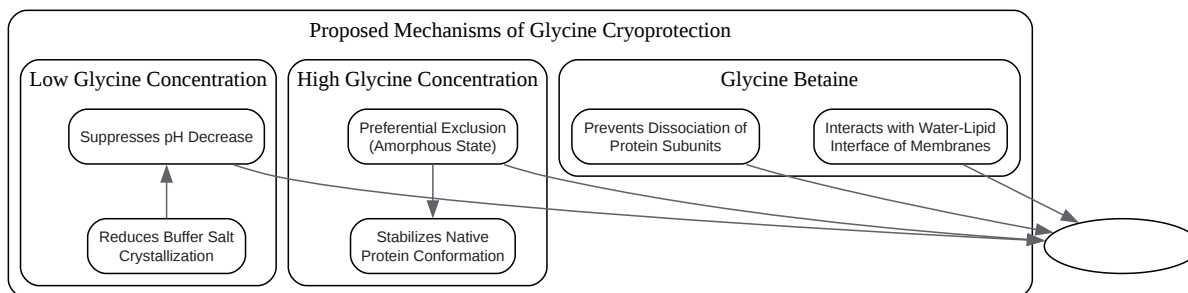 Proposed Mechanisms of Glycine Cryoprotection
Low Glycine Concentration
High Glycine Concentration
Glycine Betaine
Suppresses pH Decrease
Preferential Exclusion
(Amorphous State)
Prevents Dissociation of
Protein Subunits
Interacts with Water-Lipid
Interface of Membranes
Reduces Buffer Salt
Crystallization
Stabilizes Native
Protein Conformation